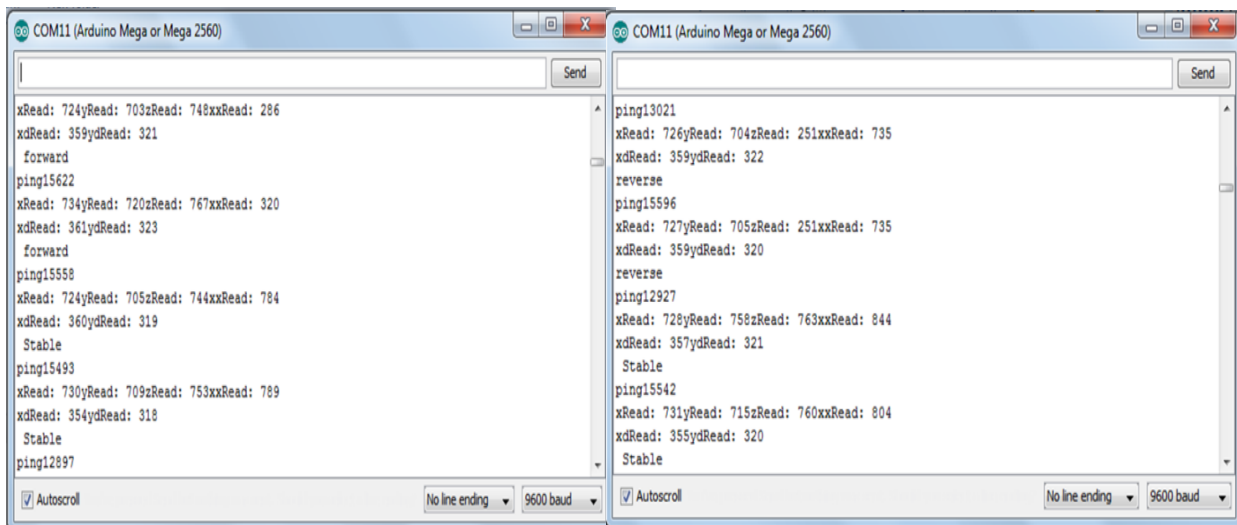 COM11 (Arduino Mega or Mega 2560)
Send
xRead: 724yRead: 703zRead: 748xxRead: 286
xdRead: 359ydRead: 321
forward
ping15622
xRead: 734yRead: 720zRead: 767xxRead: 320
xdRead: 361ydRead: 323
forward
ping15558
xRead: 724yRead: 705zRead: 744xxRead: 784
xdRead: 360ydRead: 319
Stable
ping15493
xRead: 730yRead: 709zRead: 753xxRead: 789
xdRead: 354ydRead: 318
Stable
ping12897
Autoscroll
No line ending
9600 baud
COM11 (Arduino Mega or Mega 2560)
Send
ping13021
xRead: 726yRead: 704zRead: 251xxRead: 735
xdRead: 359ydRead: 322
reverse
ping15596
xRead: 727yRead: 705zRead: 251xxRead: 735
xdRead: 359ydRead: 320
reverse
ping12927
xRead: 728yRead: 758zRead: 763xxRead: 844
xdRead: 357ydRead: 321
Stable
ping15542
xRead: 731yRead: 715zRead: 760xxRead: 804
xdRead: 355ydRead: 320
Stable
Autoscroll
No line ending
9600 baud